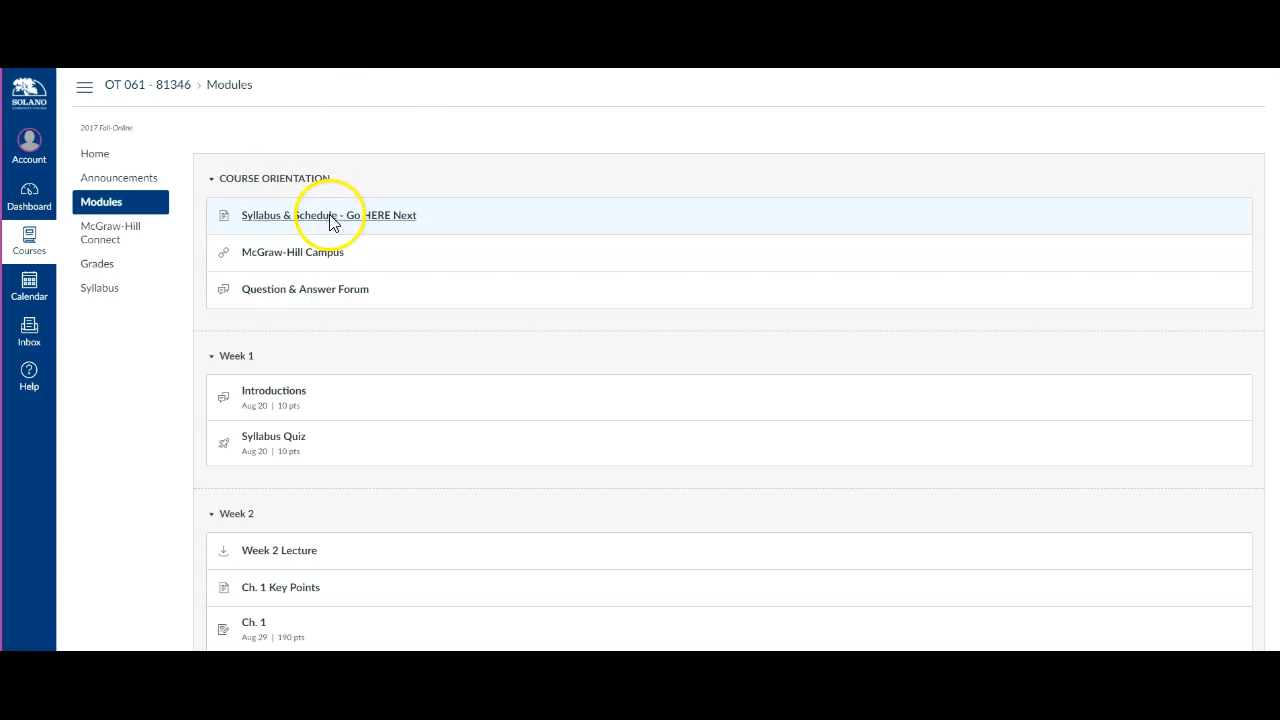 SOLANO
COMMUNITY COLLEGE
Account
Dashboard
Courses
Calendar
Inbox
Help
OT 061 - 81346 › Modules
2017 Fall-Online
Home
Announcements
Modules
McGraw-Hill
Connect
Grades
Syllabus
COURSE ORIENTATION
Syllabus & Schedule - Go HERE Next
McGraw-Hill Campus
Question & Answer Forum
Week 1
Introductions
Aug 20 | 10 pts
Syllabus Quiz
Aug 20 | 10 pts
Week 2
Week 2 Lecture
Ch. 1 Key Points
Ch. 1
Aug 29 | 190 pts